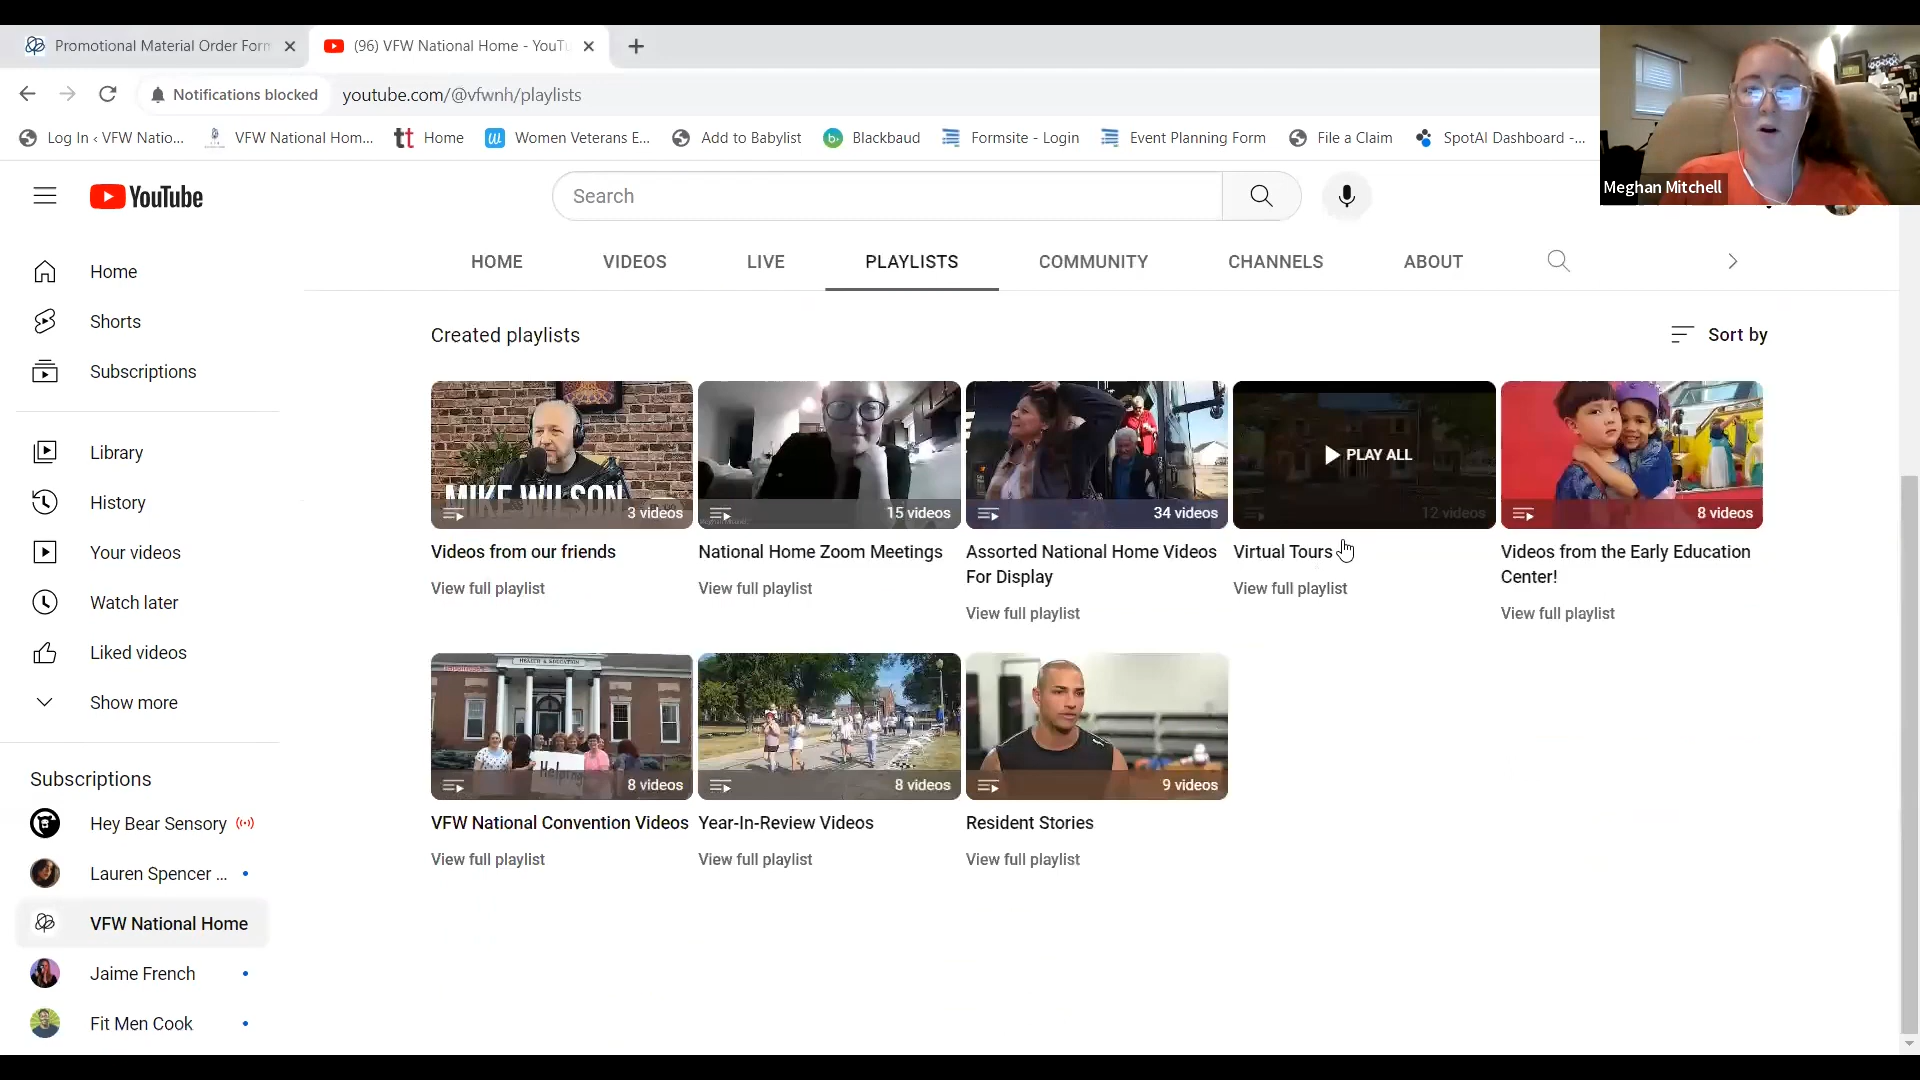 Promotional Material Order Form
(96) VFW National Home - YouTu
Notifications blocked
youtube.com/@vfwnh/playlists
Log In ‹ VFW Natio...
VFW National Hom...
tt Home
Women Veterans E...
Add to Babylist
b Blackbaud
Formsite - Login
Event Planning Form
File a Claim
SpotAI Dashboard -...
Meghan Mitchell
YouTube
Search
HOME
VIDEOS
LIVE
PLAYLISTS
COMMUNITY
CHANNELS
ABOUT
Home
Shorts
Subscriptions
Library
History
Your videos
Watch later
Liked videos
Show more
Subscriptions
Hey Bear Sensory
Lauren Spencer ...
VFW National Home
Jaime French
Fit Men Cook
Created playlists
Sort by
MIKE WILSON
3 videos
15 videos
34 videos
PLAY ALL
12 videos
8 videos
Videos from our friends
View full playlist
National Home Zoom Meetings
View full playlist
Assorted National Home Videos
For Display
View full playlist
Virtual Tours
View full playlist
Videos from the Early Education
Center!
View full playlist
HEALTH & EDUCATION
Helping
8 videos
8 videos
9 videos
VFW National Convention Videos
View full playlist
Year-In-Review Videos
View full playlist
Resident Stories
View full playlist